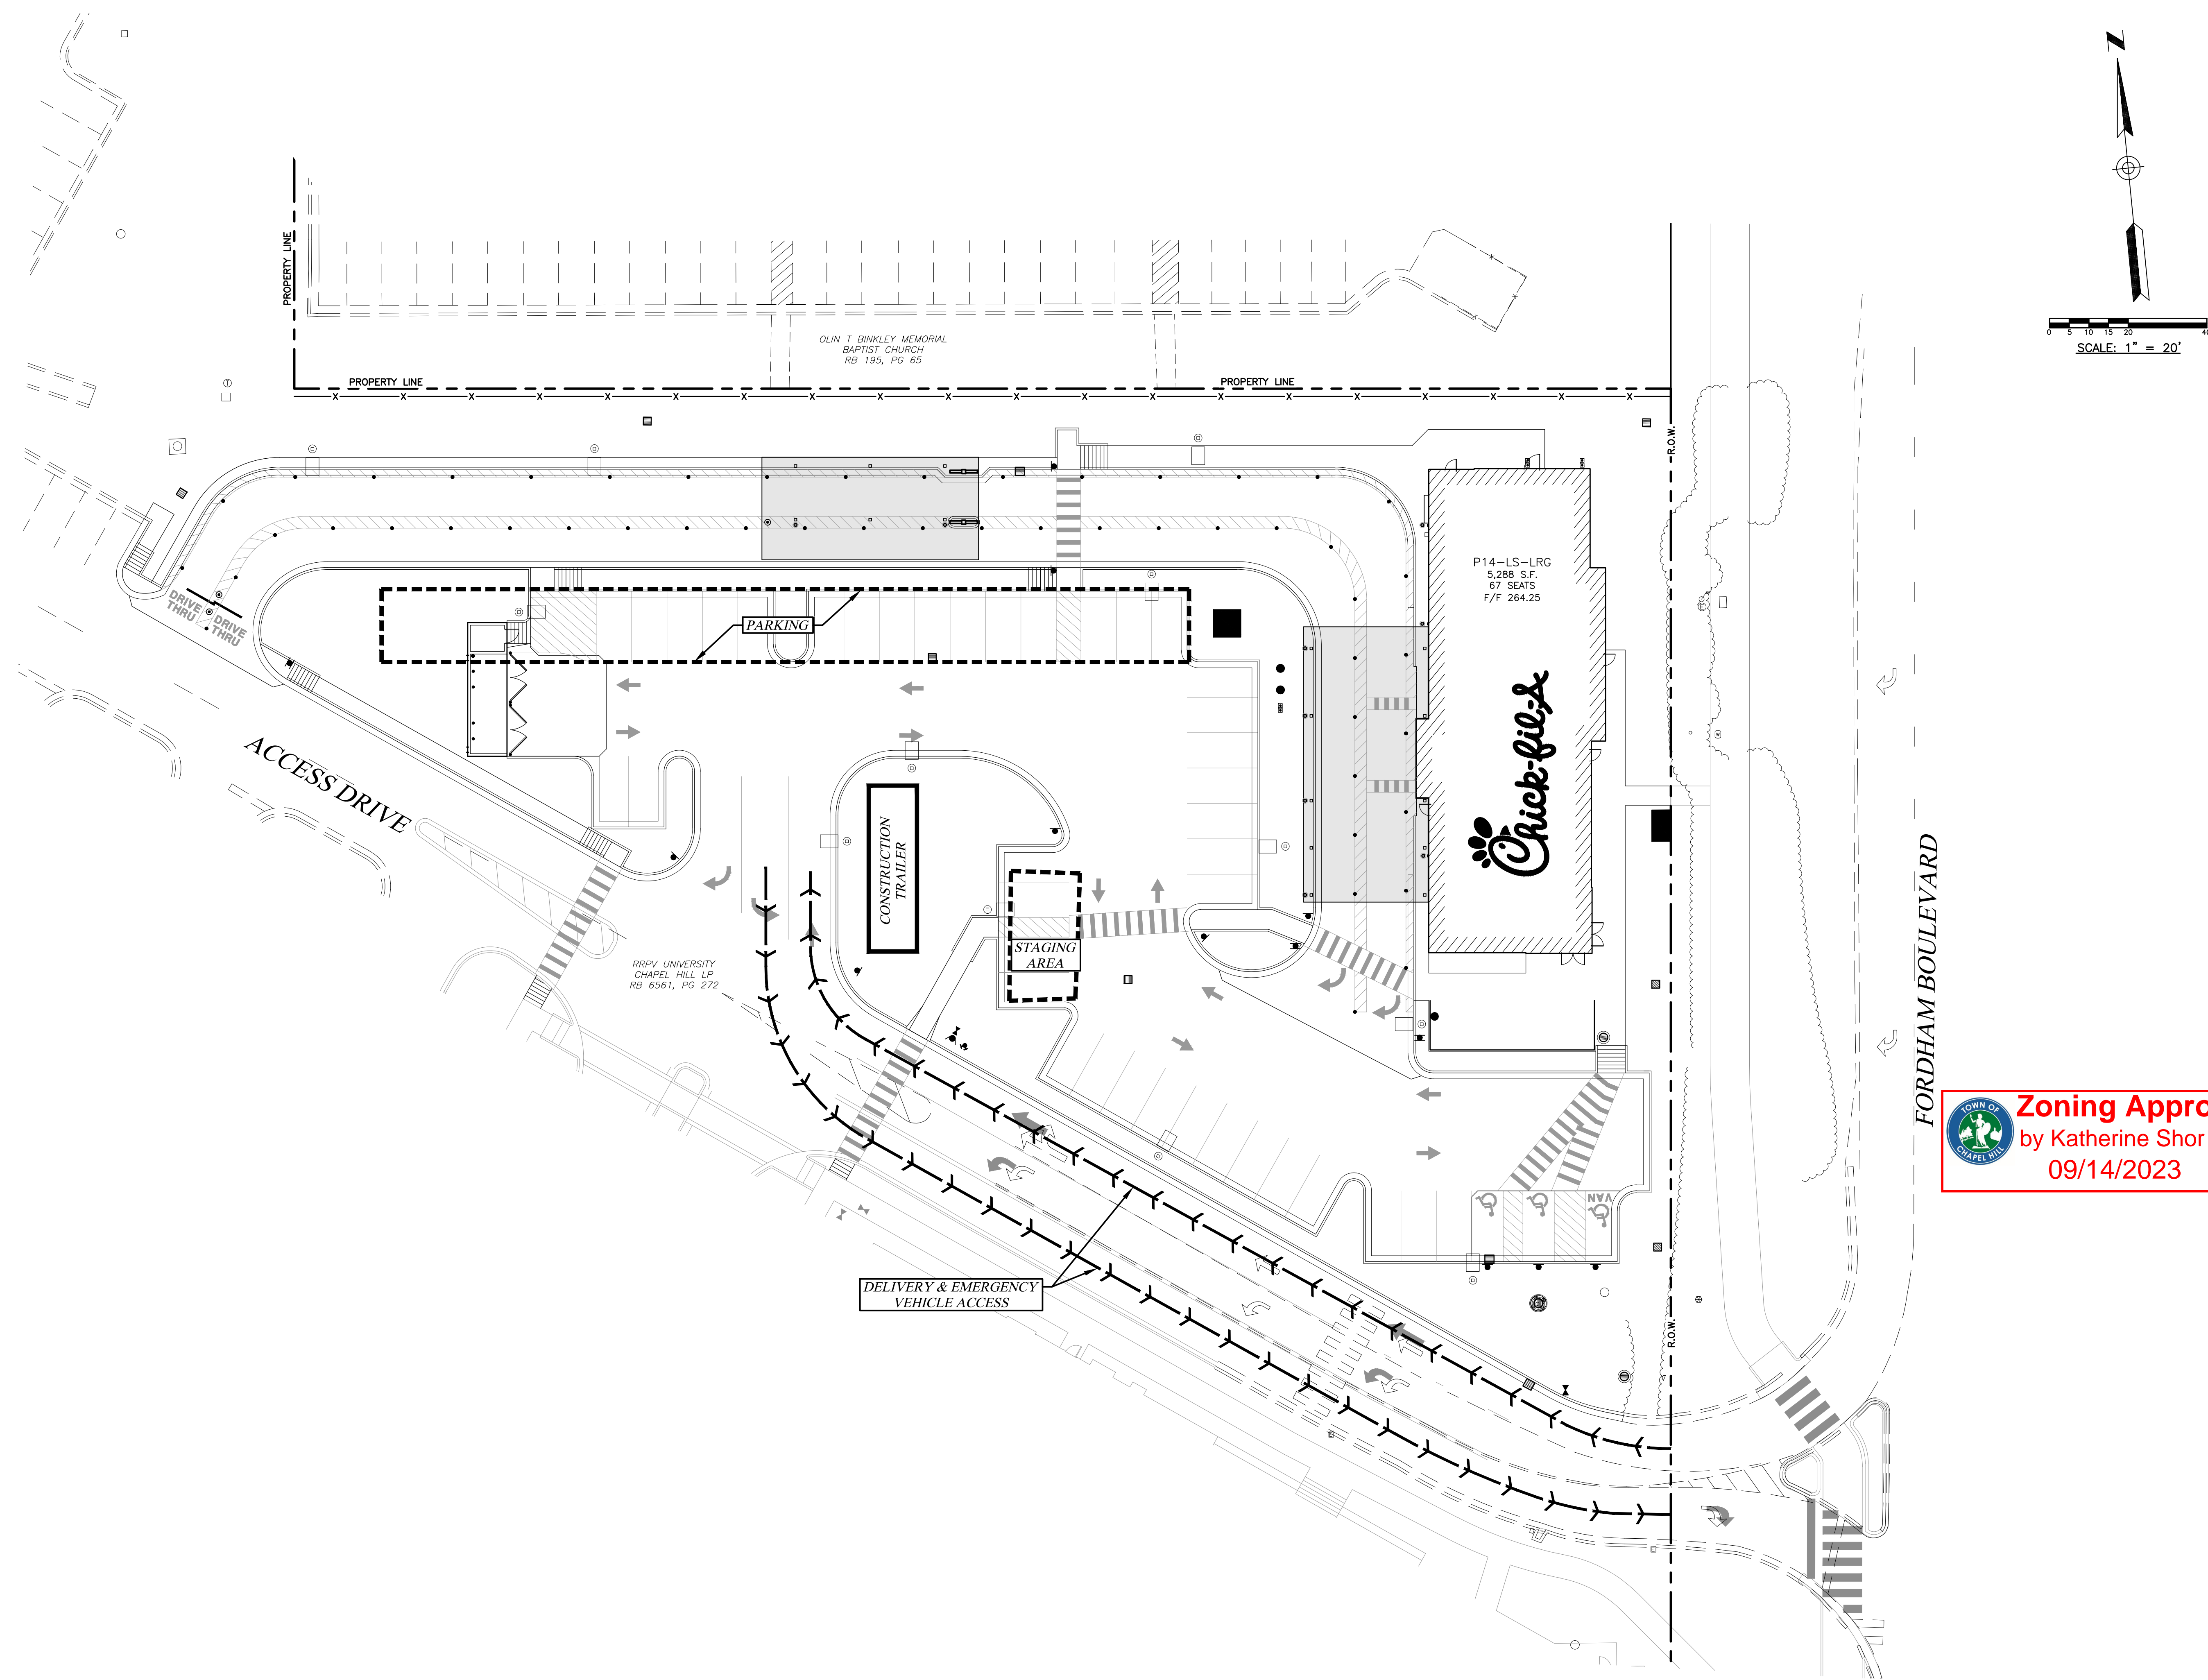 N
0 5 10 15 20
SCALE: 1" = 20'
PROPERTY LINE
OLIN T BINKLEY MEMORIAL
BAPTIST CHURCH
RB 195, PG 65
PROPERTY LINE
PROPERTY LINE
R.O.W.
P14-LS-LRG
5,288 S.F.
67 SEATS
F/F 264.25
DRIVE
THRU
DRIVE
THRU
PARKING
Chick-fil-A
ACCESS DRIVE
CONSTRUCTION
TRAILER
STAGING
AREA
RRPV UNIVERSITY
CHAPEL HILL LP
RB 6561, PG 272
FORDHAM BOULEVARD
TOWN OF
CHAPEL HILL
Zoning Appro
by Katherine Shor
09/14/2023
VAN
DELIVERY & EMERGENCY
VEHICLE ACCESS
R.O.W.